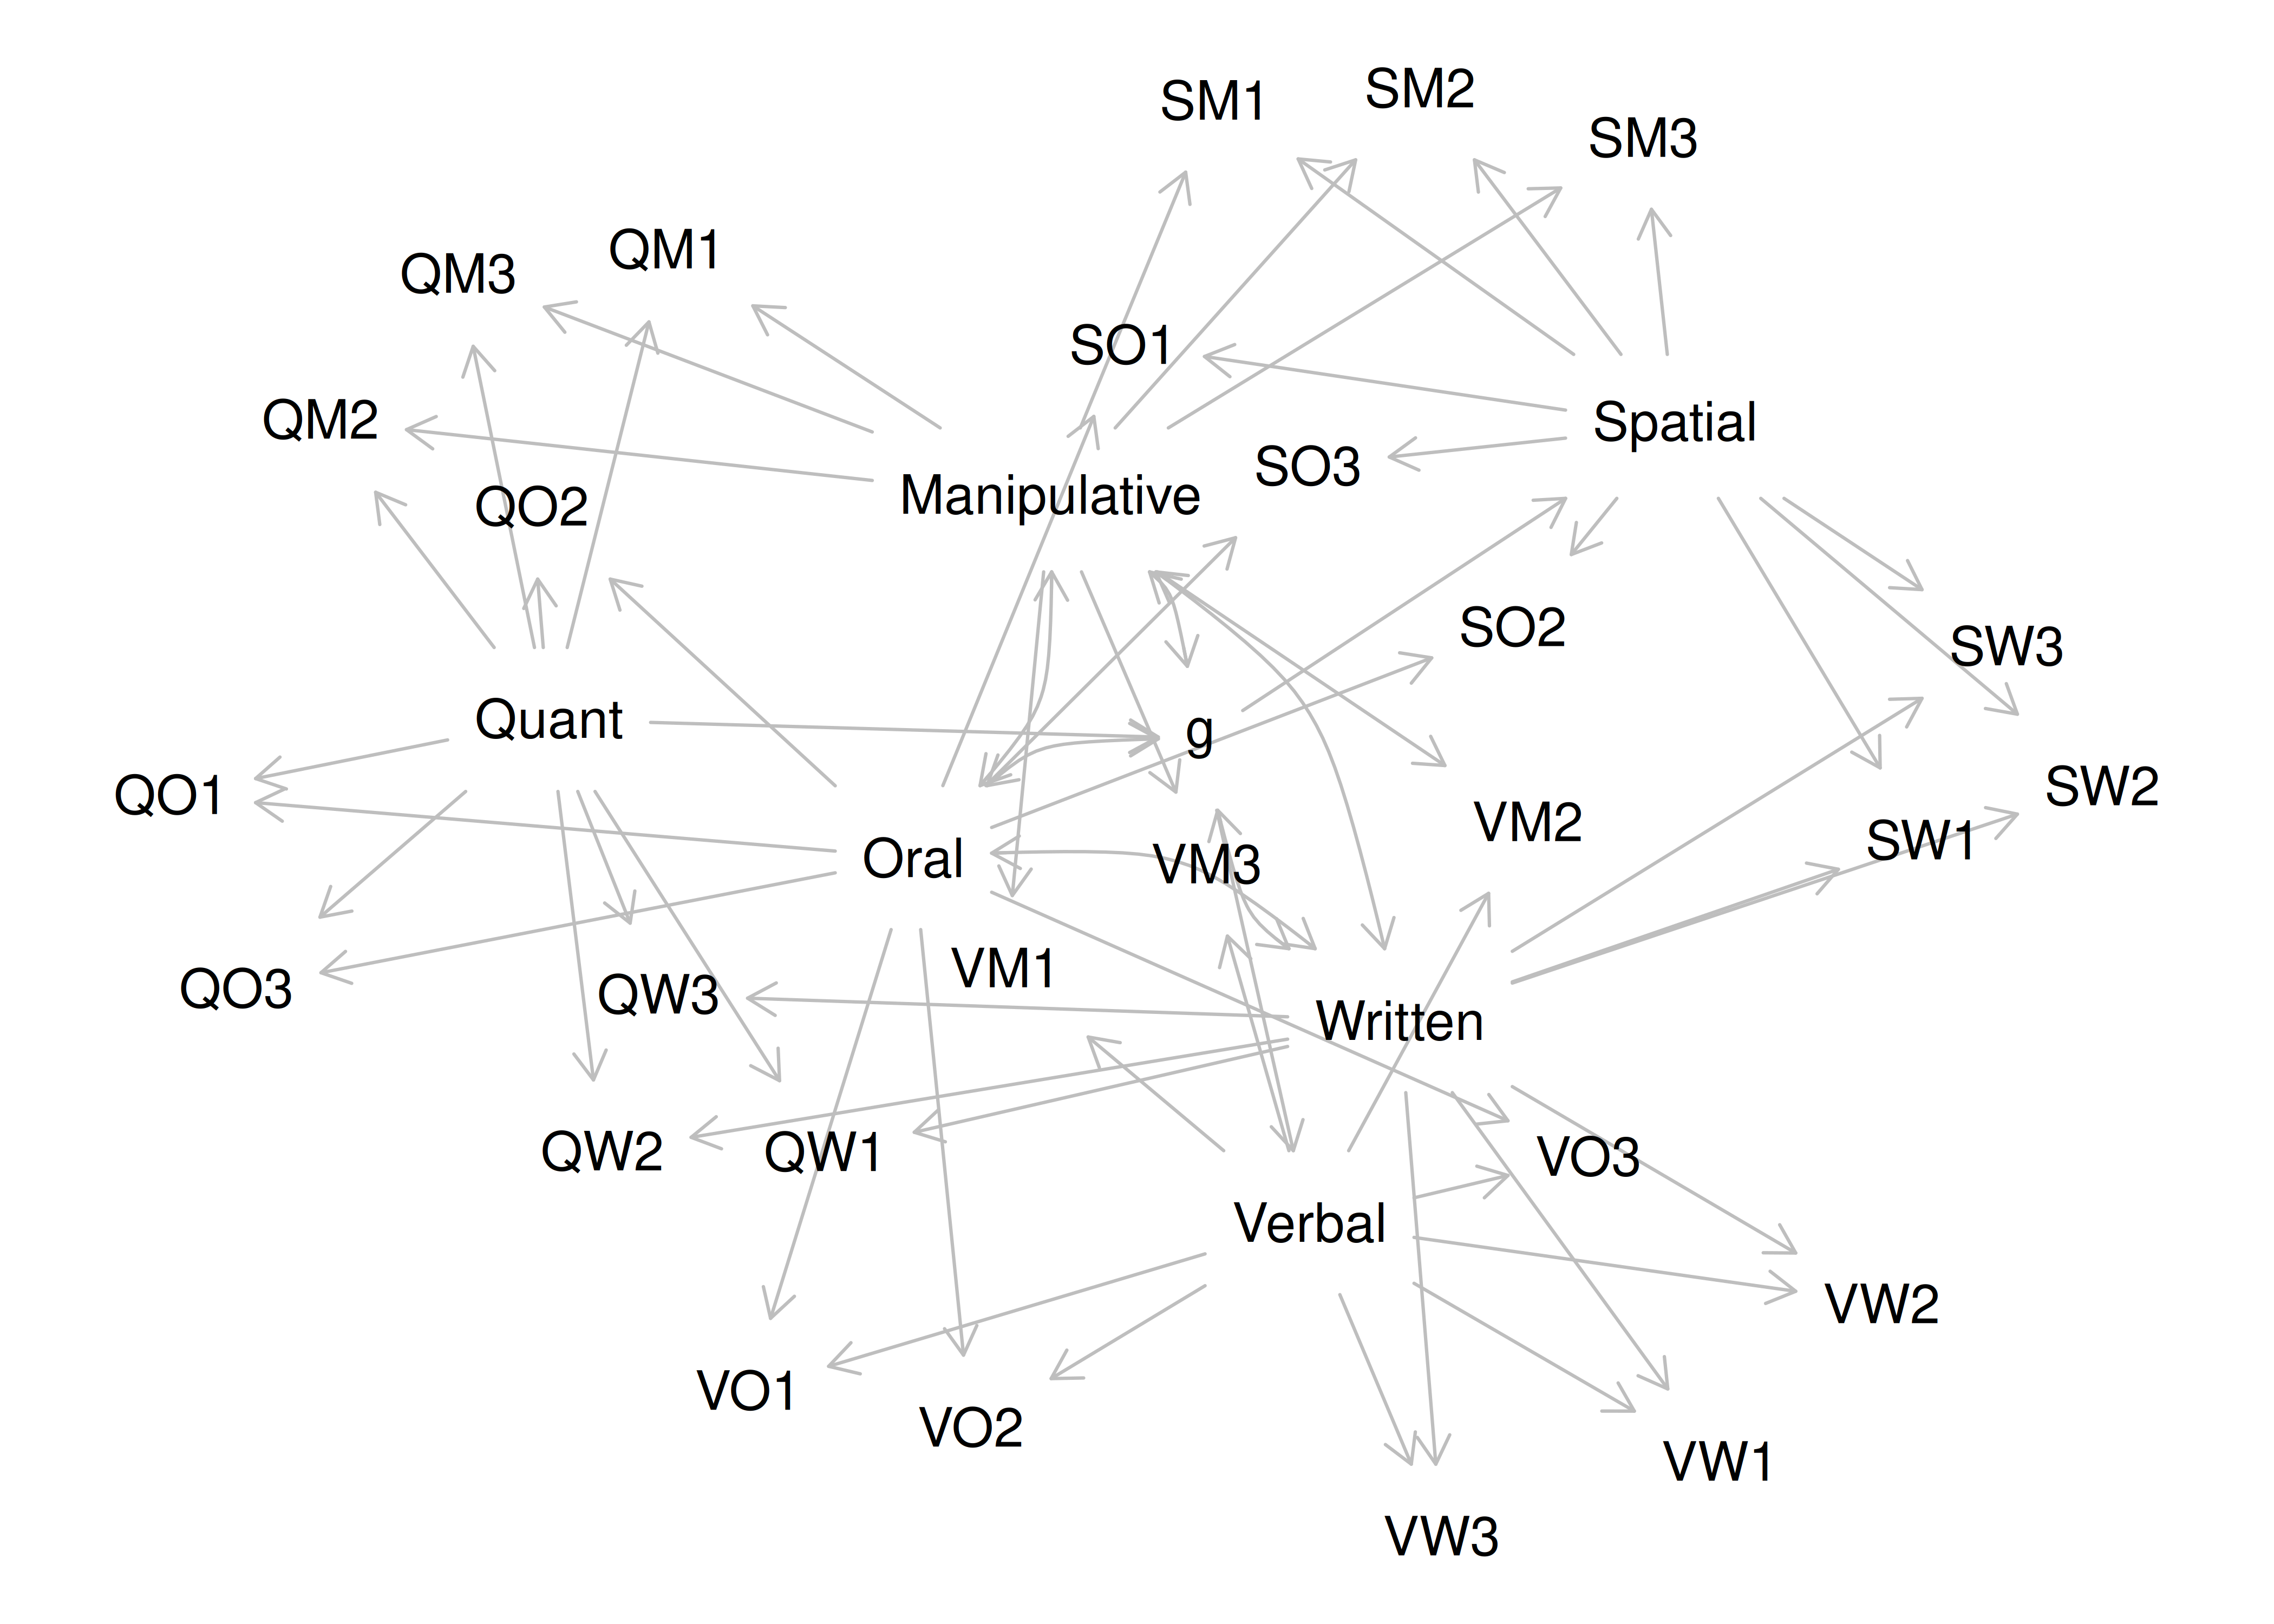 SM2
SM1
SM3
QM1
QM3
SO1
QM2
Spatial
SO3
Manipulative
QO2
SO2
SW3
Quant
g
SW2
QO1
VM2
SW1
Oral
VM3
VM1
QO3
QW3
Written
QW2
QW1
VO3
Verbal
VW2
VO1
VO2
VW1
VW3